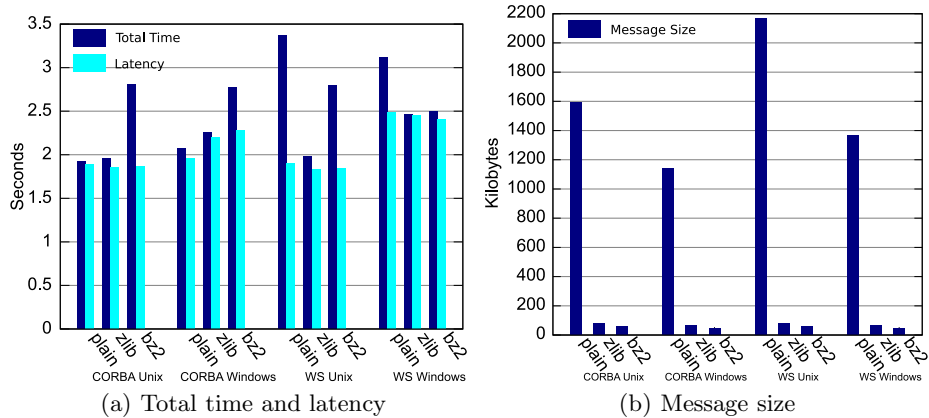 3.5
3
2.5
2
1.5
1
0.5
0
Seconds
Total Time
Latency
plain zlib bz2 plain zlib bz2 plain zlib bz2 plain zlib bz2
CORBA Unix CORBA Windows WS Unix WS Windows
(a) Total time and latency
2200
2000
1800
1600
1400
1200
1000
800
600
400
200
0
Kilobytes
Message Size
plain zlib bz2 plain zlib bz2 plain zlib bz2 plain zlib bz2
CORBA Unix CORBA Windows WS Unix WS Windows
(b) Message size